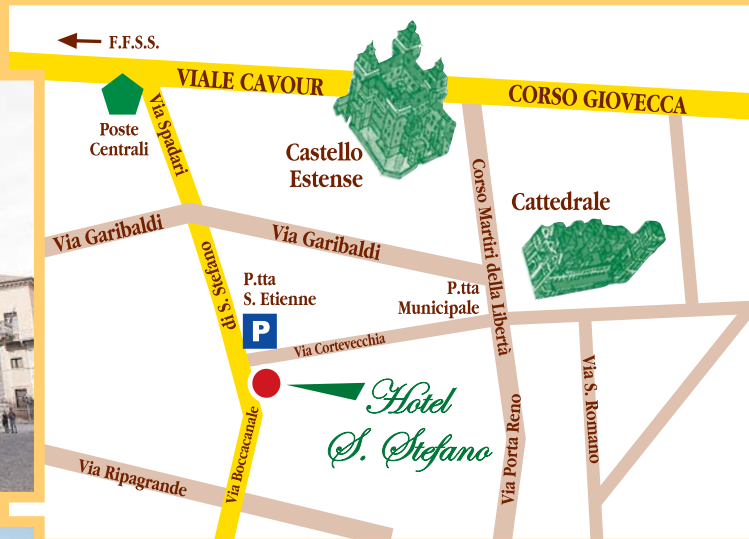 F.F.S.S.
VIALE CAVOUR
CORSO GIOVECCA
Poste
Centrali
Via Spadari
Castello
Estense
Corso Martiri della Libertà
Cattedrale
Via Garibaldi
Via Garibaldi
di S. Stefano
P.tta
S. Etienne
P.tta
Municipale
P
Via Cortevecchia
Hotel
S. Stefano
Via Boccacanale
Via Porta Reno
Via S. Romano
Via Ripagrande